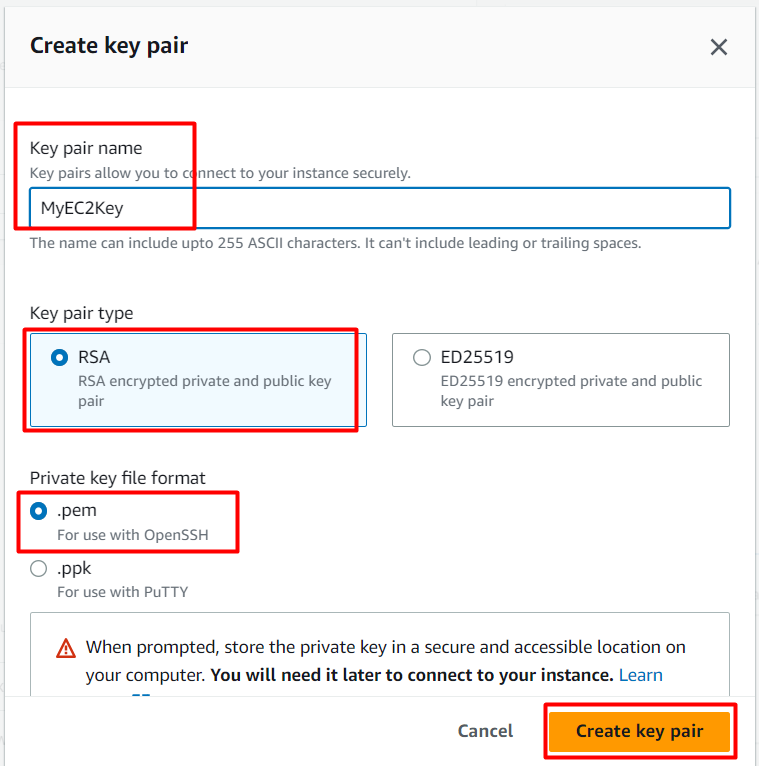 Create key pair
Key pair name
Key pairs allow you to connect to your instance securely.
MyEC2Key
The name can include upto 255 ASCII characters. It can't include leading or trailing spaces.
Key pair type
RSA
RSA encrypted private and public key
pair
ED25519
ED25519 encrypted private and public
key pair
Private key file format
.pem
For use with OpenSSH
.ppk
For use with PuTTY
When prompted, store the private key in a secure and accessible location on
your computer. You will need it later to connect to your instance. Learn
Cancel
Create key pair